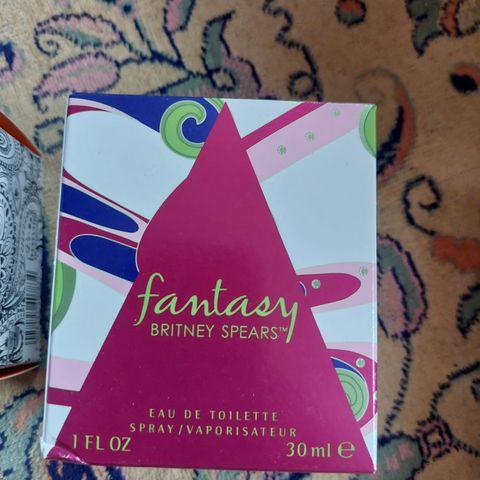 fantasy
BRITNEY SPEARS™
EAU DE TOILETTE
SPRAY/VAPORISATEUR
1 FL OZ 30 ml ℮